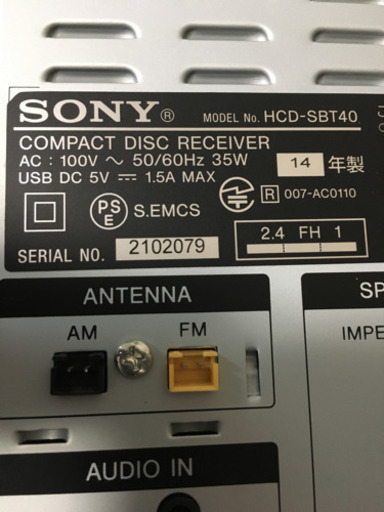 SONY® MODEL No. HCD-SBT40
COMPACT DISC RECEIVER
AC : 100V ～ 50/60Hz 35W 14 年製
USB DC 5V ⎓ 1.5A MAX
R 007-AC0110
PS E S.EMCS
2.4 FH 1
SERIAL NO. 2102079
ANTENNA
SP
AM FM
IMPE
AUDIO IN